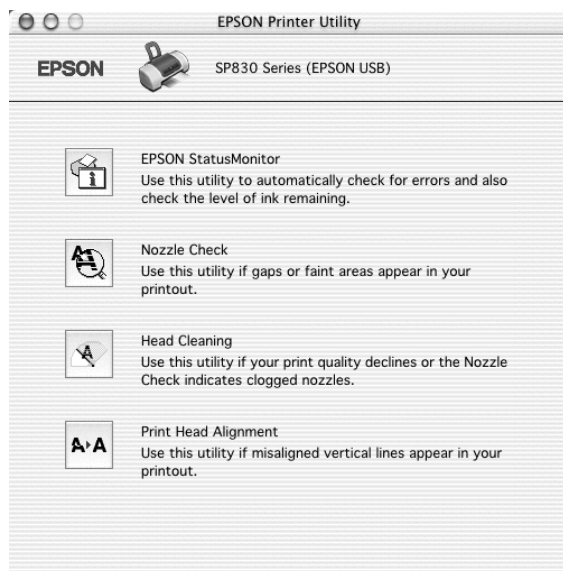 EPSON Printer Utility
EPSON
SP830 Series (EPSON USB)
EPSON StatusMonitor
Use this utility to automatically check for errors and also
check the level of ink remaining.
Nozzle Check
Use this utility if gaps or faint areas appear in your
printout.
Head Cleaning
Use this utility if your print quality declines or the Nozzle
Check indicates clogged nozzles.
A▸A
Print Head Alignment
Use this utility if misaligned vertical lines appear in your
printout.